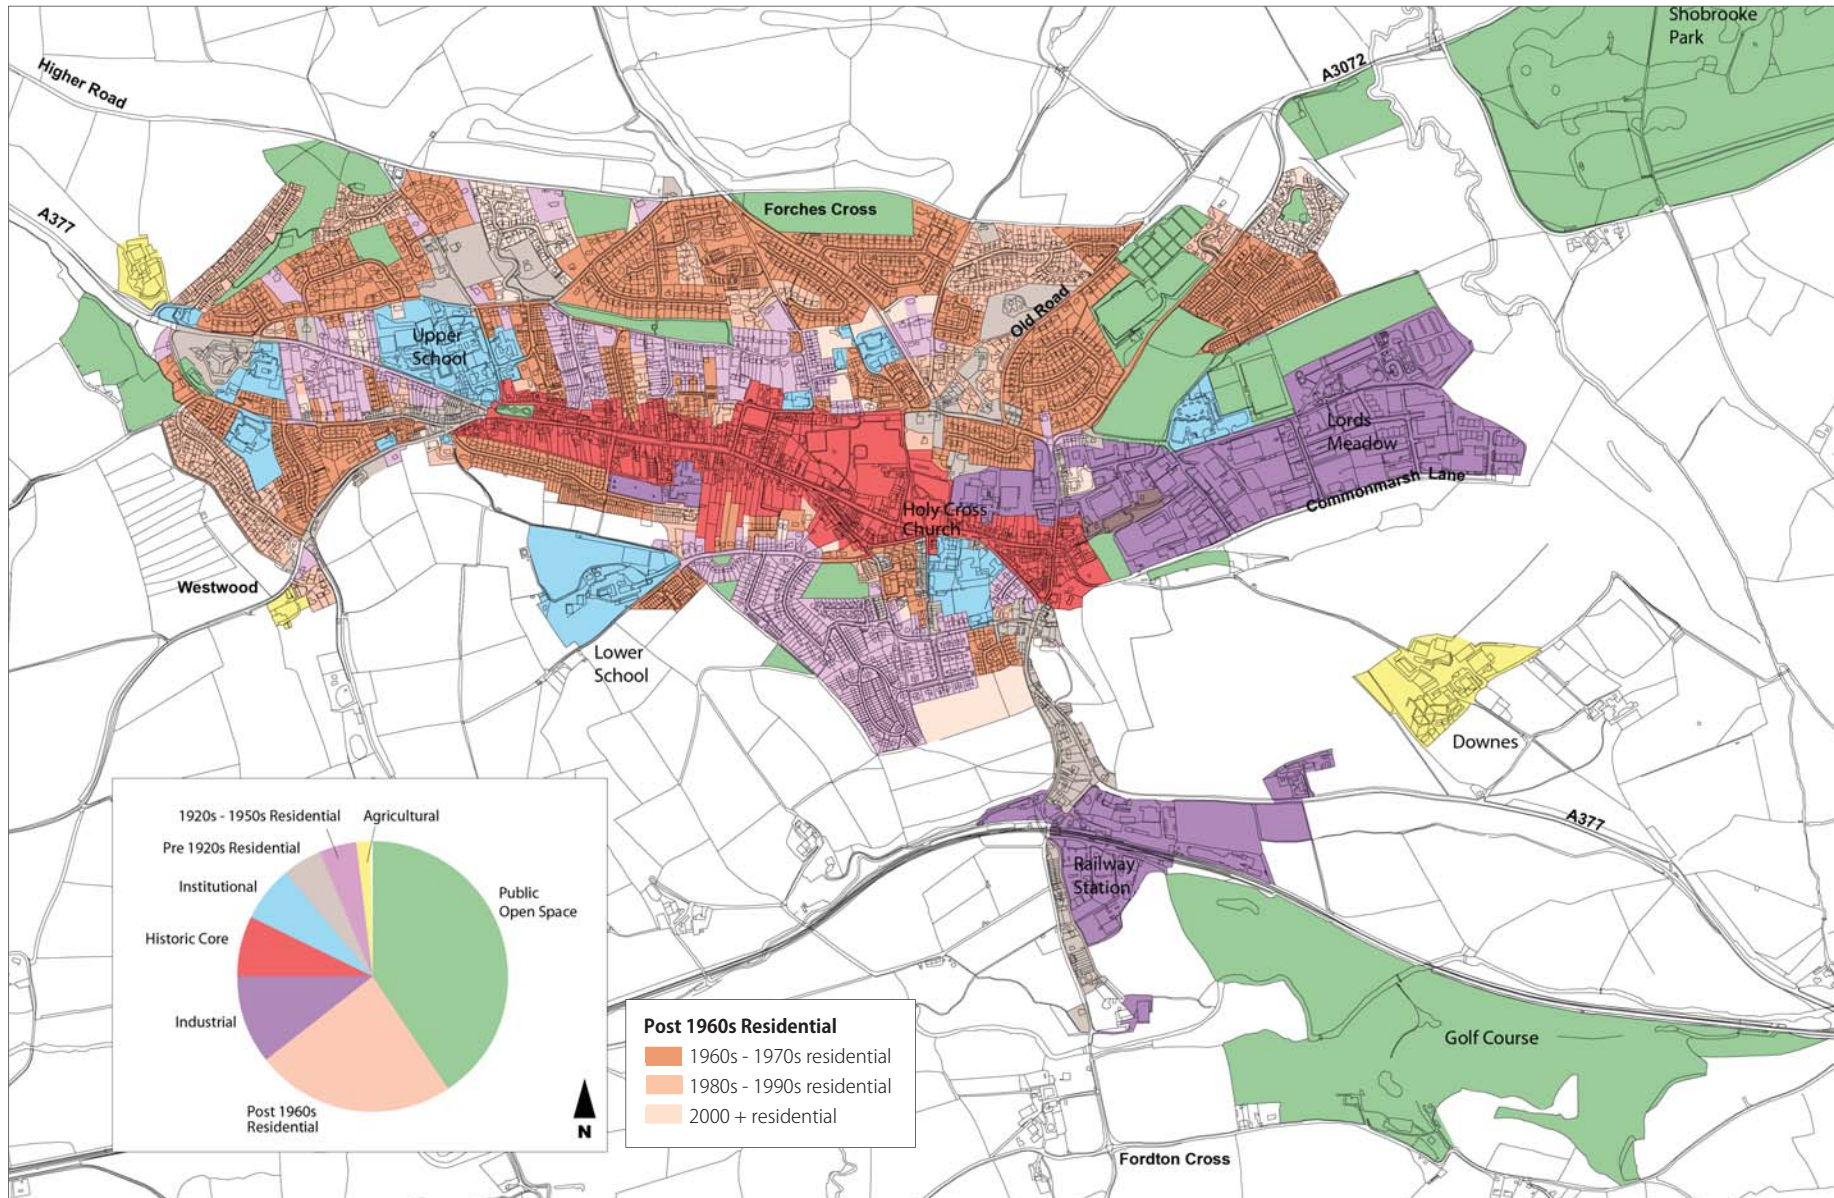 Shobrooke
Park
A3072
Higher Road
A377
Forches Cross
Old Road
Upper
School
Lords
Meadow
Commonmarsh Lane
Holy Cross
Church
Westwood
Lower
School
Downes
A377
Railway
Station
Golf Course
Fordton Cross
1920s - 1950s Residential
Agricultural
Pre 1920s Residential
Institutional
Public
Open Space
Historic Core
Industrial
Post 1960s
Residential
N
Post 1960s Residential
1960s - 1970s residential
1980s - 1990s residential
2000 + residential